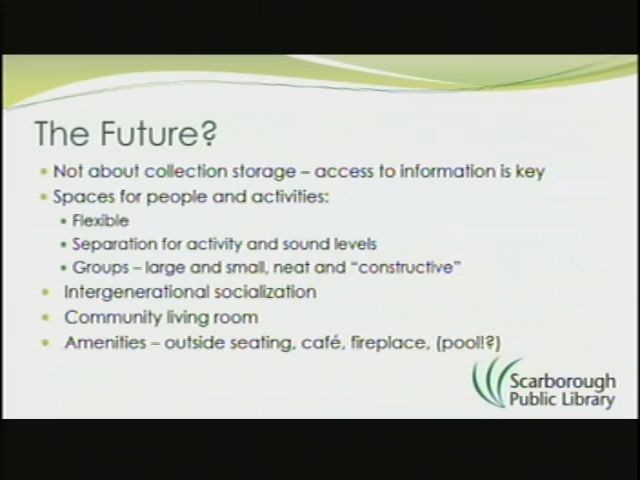 The Future?
• Not about collection storage – access to information is key
• Spaces for people and activities:
• Flexible
• Separation for activity and sound levels
• Groups – large and small, neat and “constructive”
• Intergenerational socialization
• Community living room
• Amenities – outside seating, café, fireplace, (pool!?)
Scarborough
Public Library